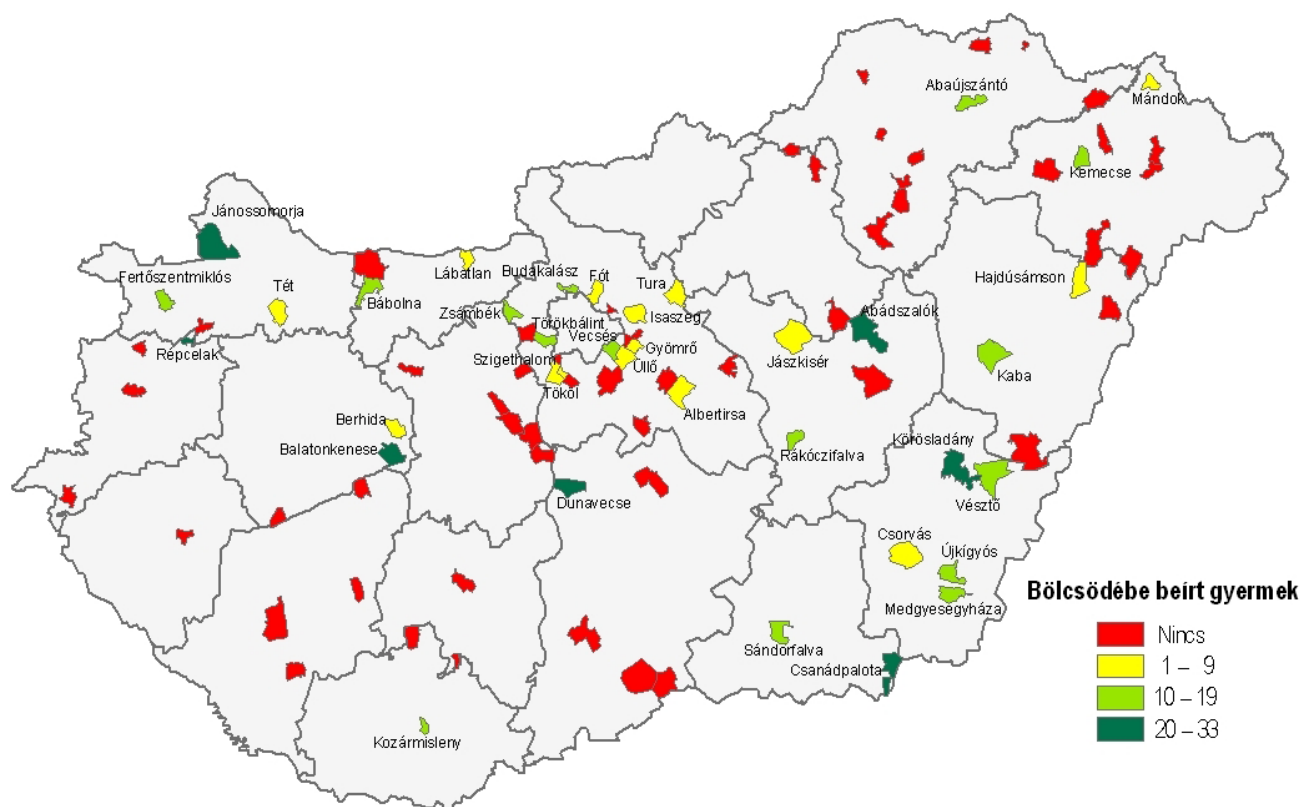 Abaújszántó
Mándok
Kemecse
Jánossomorja
Fertőszentmiklós
Tét
Bábolna
Lábatlan
Budakalász
Fót
Tura
Hajdúsámson
Zsámbék
Törökbálint
Isaszeg
Abádszalók
Répcelak
Vecsés
Gyömrő
Szigethalom
Üllő
Jászkisér
Kaba
Tököl
Albertirsa
Berhida
Balatonkenese
Rákóczifalva
Körösladány
Dunavecse
Vésztő
Csorvás
Újkígyós
Medgyesegyháza
Sándorfalva
Csanádpalota
Kozármisleny
Bölcsődébe beírt gyermek
Nincs
1 – 9
10 – 19
20 – 33